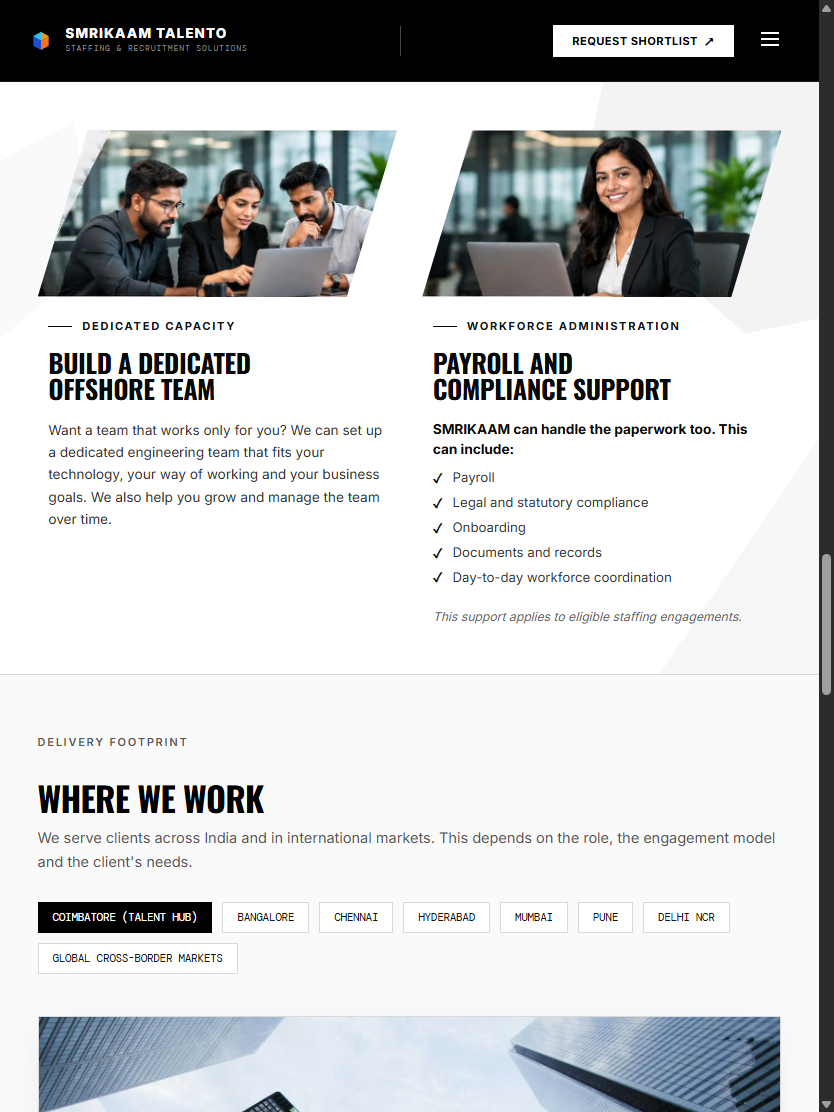 SMRIKAAM TALENTO
STAFFING & RECRUITMENT SOLUTIONS
REQUEST SHORTLIST ↗
DEDICATED CAPACITY
BUILD A DEDICATED
OFFSHORE TEAM
Want a team that works only for you? We can set up
a dedicated engineering team that fits your
technology, your way of working and your business
goals. We also help you grow and manage the team
over time.
WORKFORCE ADMINISTRATION
PAYROLL AND
COMPLIANCE SUPPORT
SMRIKAAM can handle the paperwork too. This
can include:
✓ Payroll
✓ Legal and statutory compliance
✓ Onboarding
✓ Documents and records
✓ Day-to-day workforce coordination
This support applies to eligible staffing engagements.
DELIVERY FOOTPRINT
WHERE WE WORK
We serve clients across India and in international markets. This depends on the role, the engagement model
and the client's needs.
COIMBATORE (TALENT HUB) BANGALORE CHENNAI HYDERABAD MUMBAI PUNE DELHI NCR
GLOBAL CROSS-BORDER MARKETS